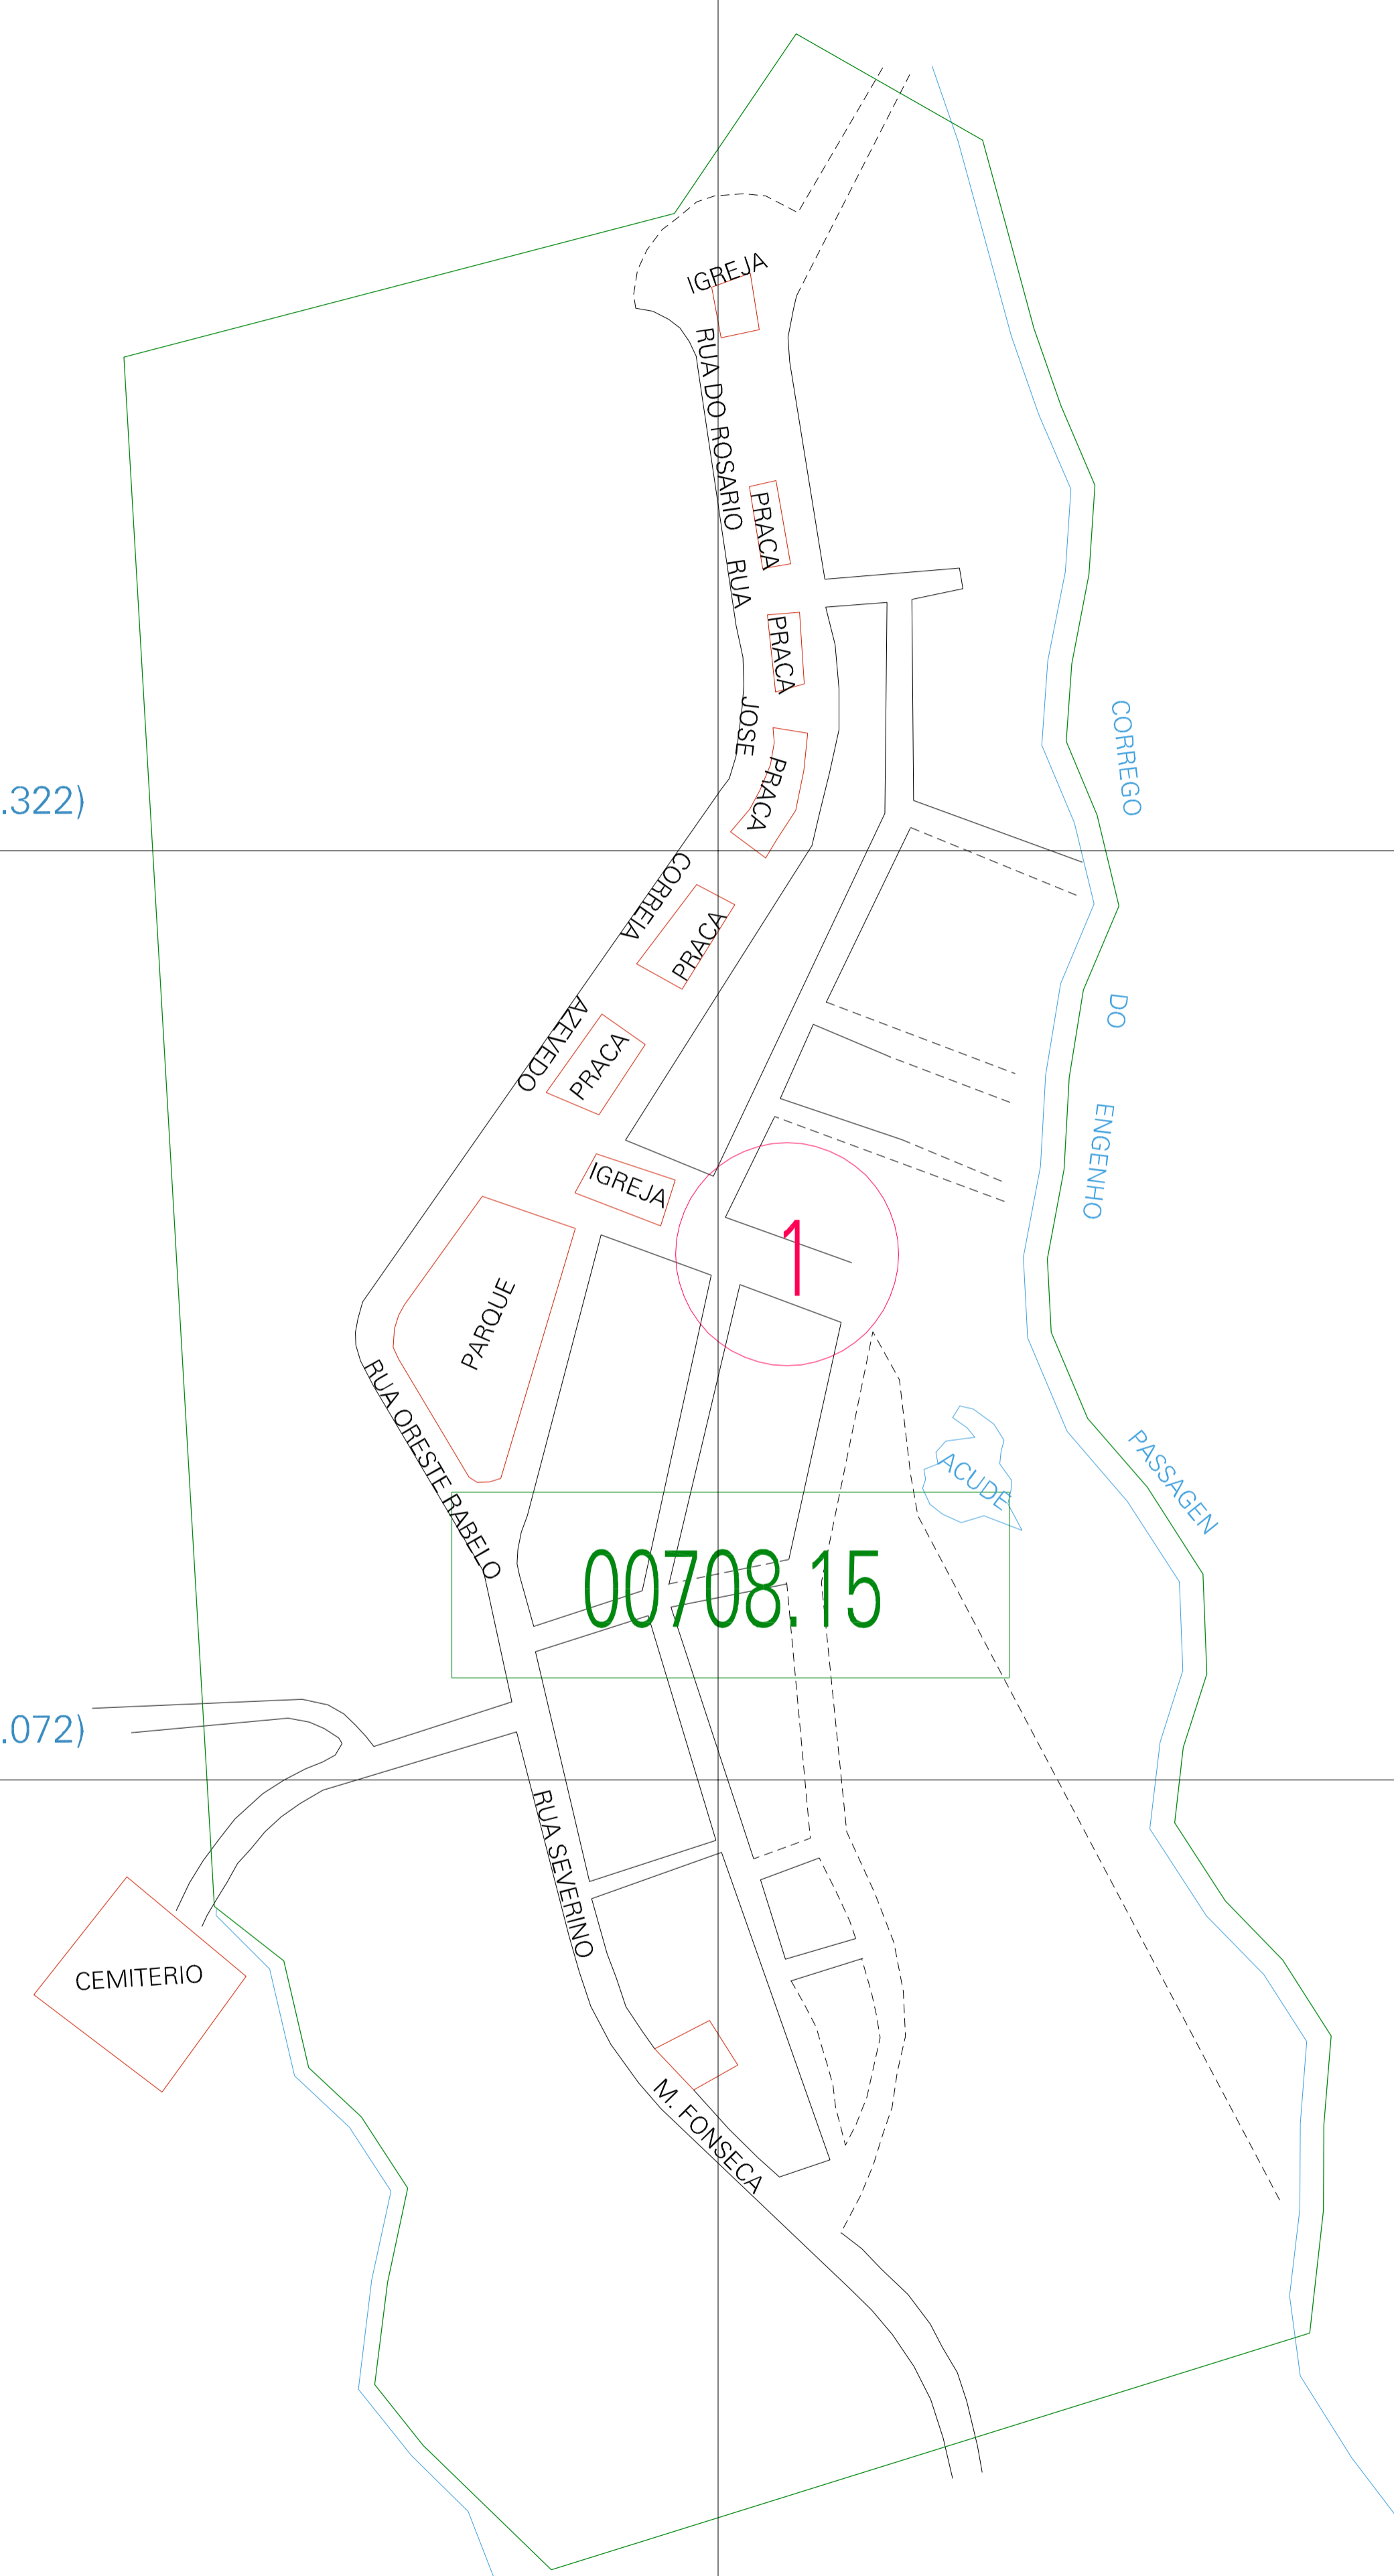 IGREJA
RUA DO ROSARIO
PRACA
RUA
PRACA
JOSE
PRACA
CORREGO
.322)
CORREIA
PRACA
AZEVEDO
PRACA
DO
ENGENHO
IGREJA
1
PARQUE
RUA ORESTE RABELO
PASSAGEN
ACUDE
00708.15
.072)
RUA SEVERINO
CEMITERIO
M. FONSECA